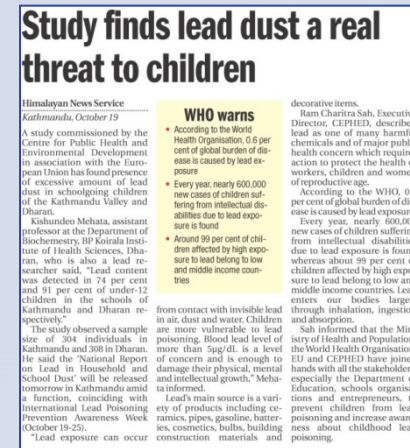 Study finds lead dust a real
threat to children
Himalayan News Service
Kathmandu, October 19
A study commissioned by the
Centre for Public Health and
Environmental Development
in association with the Euro-
pean Union has found presence
of excessive amount of lead
dust in schoolgoing children
of the Kathmandu Valley and
Dharan.
Kishundeo Mehata, assistant
professor at the Department of
Biochemestry, BP Koirala Insti-
tute of Health Sciences, Dha-
ran, who is also a lead re-
searcher said, "Lead content
was detected in 74 per cent
and 91 per cent of under-12
children in the schools of
Kathmandu and Dharan re-
spectively."
The study observed a sample
size of 304 individuals in
Kathmandu and 308 in Dharan.
He said the 'National Report
on Lead in Household and
School Dust' will be released
tomorrow in Kathmandu amid
a function, coinciding with
International Lead Poisoning
Prevention Awareness Week
(October 19-25).
"Lead exposure can occur
WHO warns
• According to the World
Health Organisation, 0.6 per
cent of global burden of dis-
ease is caused by lead ex-
posure
• Every year, nearly 600,000
new cases of children suf-
fering from intellectual dis-
abilities due to lead expo-
sure is found
• Around 99 per cent of chi-
dren affected by high expo-
sure to lead belong to low
and middle income coun-
tries
from contact with invisible lead
in air, dust and water. Children
are more vulnerable to lead
poisoning. Blood lead level of
more than 5μg/dL is a level
of concern and is enough to
damage their physical, mental
and intellectual growth," Meha-
ta informed.
Lead's main source is a vari-
ety of products including ce-
ramics, pipes, gasoline, batter-
ies, cosmetics, bulbs, building
construction materials and
decorative items.
Ram Charitra Sah, Executiv
Director, CEPHED, describe
lead as one of many harmfu
chemicals and of major publi
health concern which require
action to protect the health o
workers, children and wome
of reproductive age.
According to the WHO, 0.
per cent of global burden of dis
ease is caused by lead exposur
Every year, nearly 600,00
new cases of children sufferin
from intellectual disabilitie
due to lead exposure is foun
whereas about 99 per cent o
children affected by high expo
sure to lead belong to low an
middle income countries. Lea
enters our bodies large
through inhalation, ingestio
and absorption.
Sah informed that the Min
istry of Health and Population
the World Health Organisation
EU and CEPHED have joine
hands with all the stakeholder
especially the Department o
Education, schools organisa
tions and entrepreneurs, t
prevent children from lea
poisoning and increase awar
ness about childhood lea
poisoning.